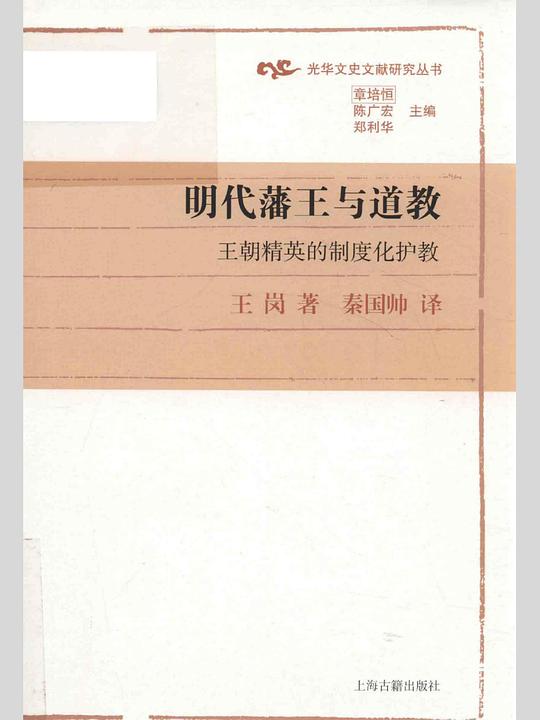 光华文史文献研究丛书
章培恒
陈广宏 主编
郑利华
明代藩王与道教
王朝精英的制度化护教
王岗 著 秦国帅 译
上海古籍出版社